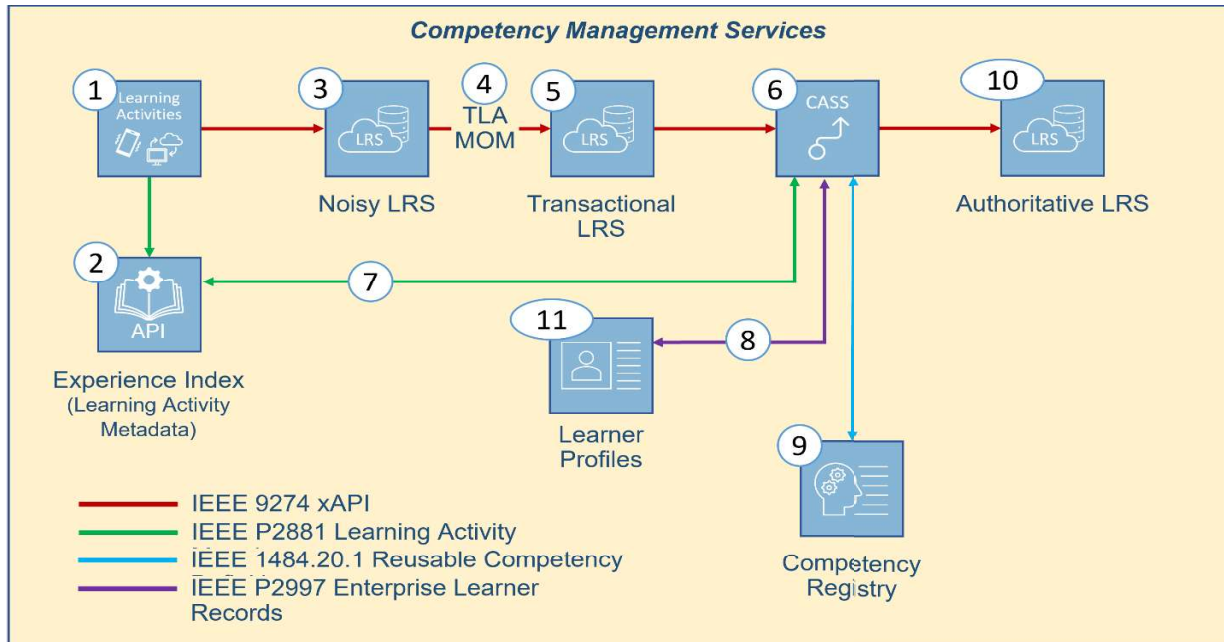 Competency Management Services
1
Learning
Activities
3
LRS
4
TLA
MOM
5
LRS
6
CASS
10
LRS
Noisy LRS
Transactional
LRS
Authoritative LRS
2
API
7
11
8
Experience Index
(Learning Activity
Metadata)
Learner
Profiles
9
Competency
Registry
IEEE 9274 xAPI
IEEE P2881 Learning Activity
IEEE 1484.20.1 Reusable Competency
IEEE P2997 Enterprise Learner
Records